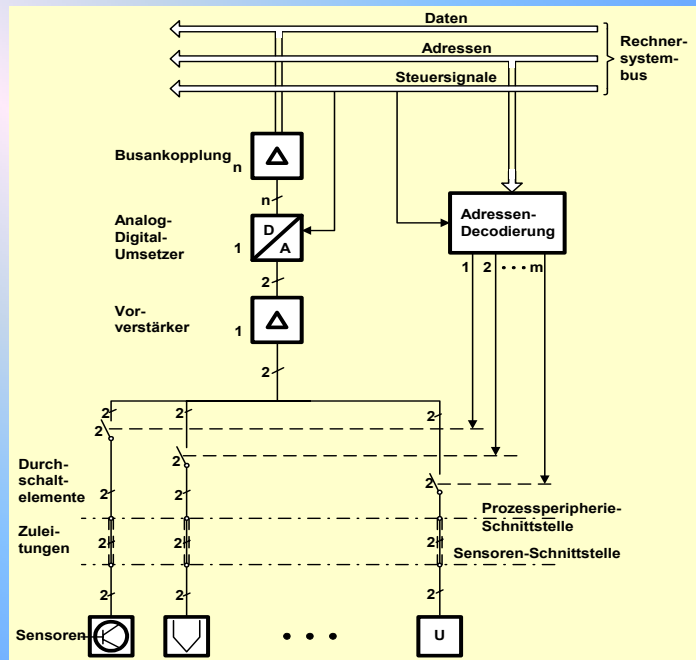 Daten
Adressen
Steuersignale
Rechner-
system-
bus
Busankopplung
n
n
Analog-
Digital-
Umsetzer
1
D
A
Adressen-
Decodierung
1 2 • • • m
2
Vor-
verstärker
1
2
2 2 2
2
2
2
Durch-
schalt-
elemente
2 2
Prozessperipherie-
Schnittstelle
Zulei-
tungen
2 2 2
Sensoren-Schnittstelle
2 2 2
Sensoren
• • •
U